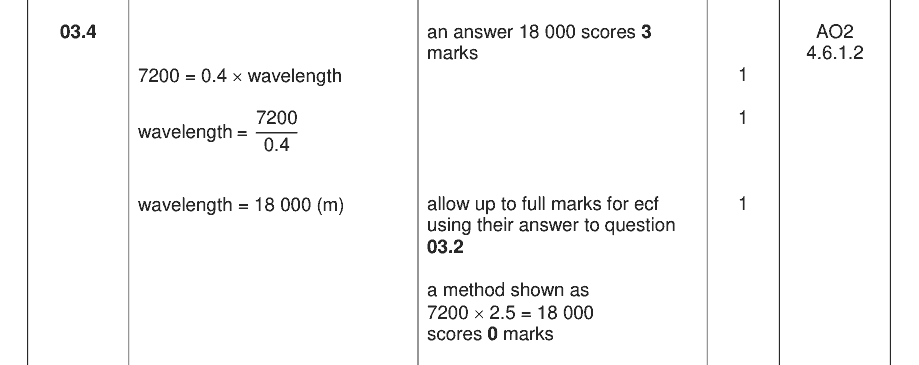 03.4
an answer 18 000 scores 3
marks
AO2
4.6.1.2
7200 = 0.4 × wavelength
1
wavelength = 7200
0.4
1
wavelength = 18 000 (m)
allow up to full marks for ecf
using their answer to question
03.2
1
a method shown as
7200 × 2.5 = 18 000
scores 0 marks